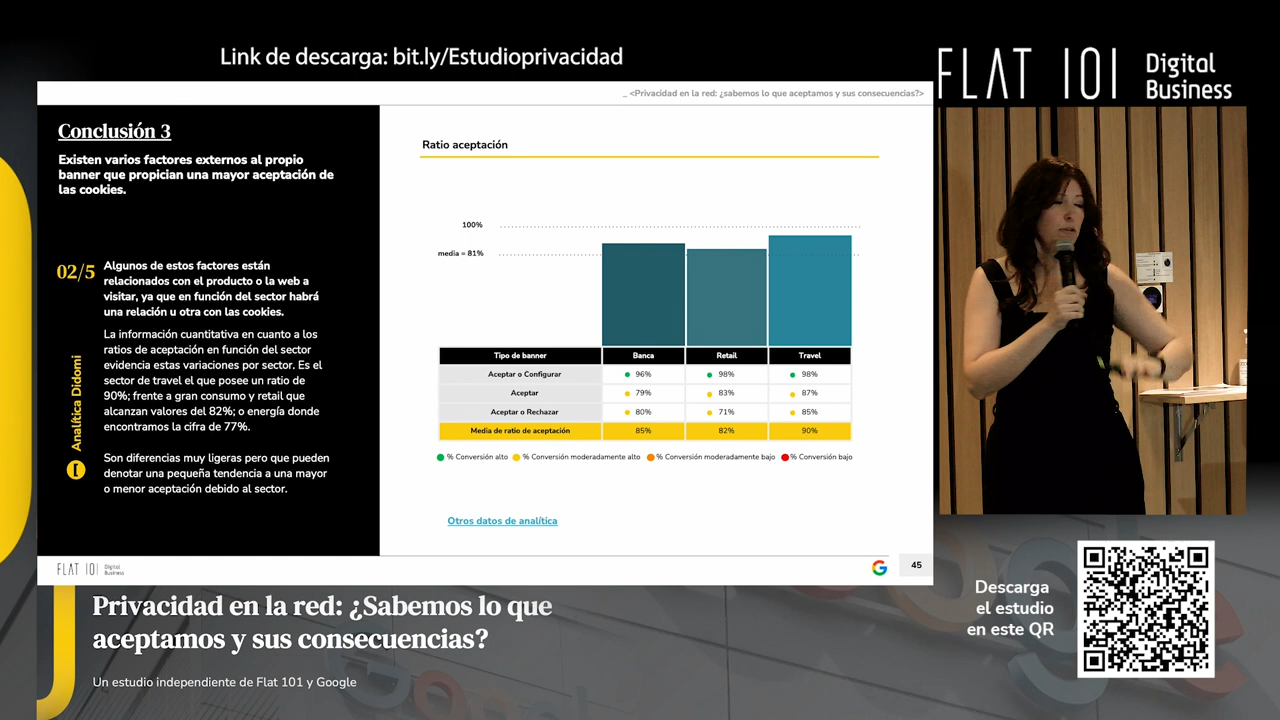 Link de descarga: bit.ly/Estudioprivacidad
FLAT 101
Digital
Business
_ <Privacidad en la red: ¿sabemos lo que aceptamos y sus consecuencias?>
Conclusión 3
Existen varios factores externos al propio
banner que propician una mayor aceptación de
las cookies.
02/5
Algunos de estos factores están
relacionados con el producto o la web a
visitar, ya que en función del sector habrá
una relación u otra con las cookies.
La información cuantitativa en cuanto a los
ratios de aceptación en función del sector
evidencia estas variaciones por sector. Es el
sector de travel el que posee un ratio de
90%; frente a gran consumo y retail que
alcanzan valores del 82%; o energía donde
encontramos la cifra de 77%.
Son diferencias muy ligeras pero que pueden
denotar una pequeña tendencia a una mayor
o menor aceptación debido al sector.
Analítica Didomi
Ratio aceptación
100%
media = 81%
Tipo de banner Banca Retail Travel
Aceptar o Configurar 96% 98% 98%
Aceptar 79% 83% 87%
Aceptar o Rechazar 80% 71% 85%
Media de ratio de aceptación 85% 82% 90%
% Conversión alto % Conversión moderadamente alto % Conversión moderadamente bajo % Conversión bajo
Otros datos de analítica
FLAT 101 Digital
Business
G
45
Privacidad en la red: ¿Sabemos lo que
aceptamos y sus consecuencias?
Un estudio independiente de Flat 101 y Google
Descarga
el estudio
en este QR